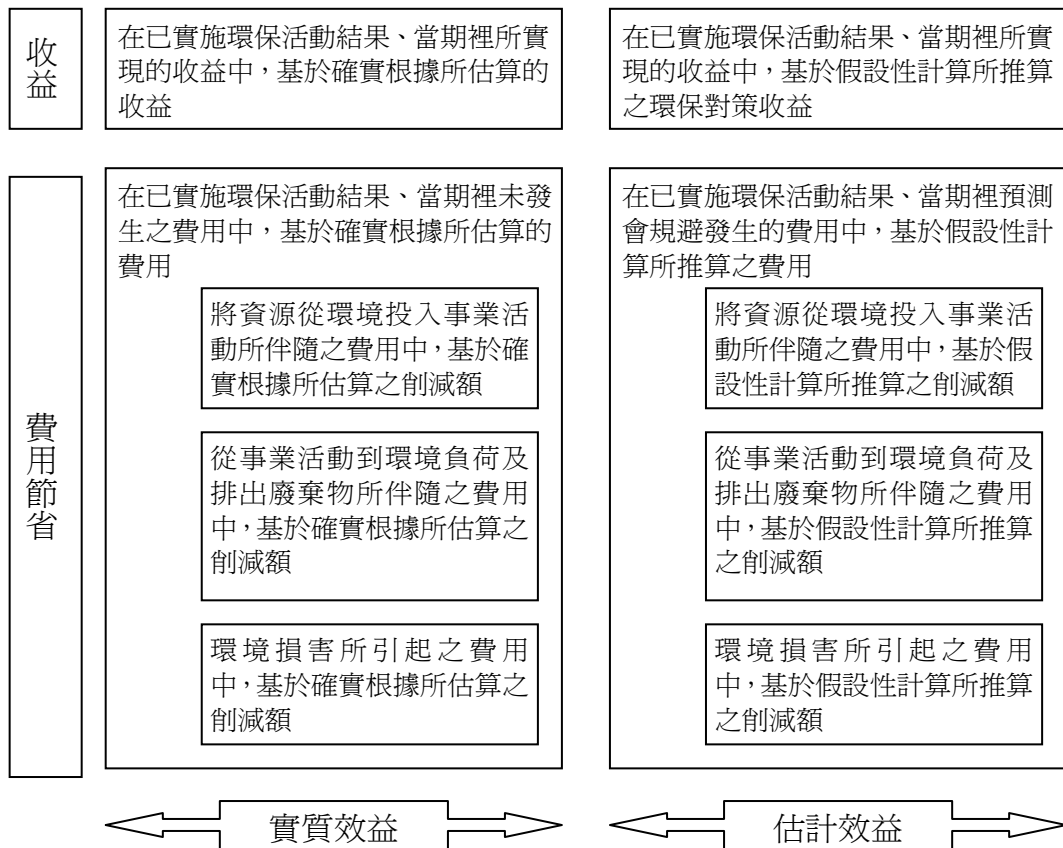 收益
在已實施環保活動結果、當期裡所實
現的收益中，基於確實根據所估算的
收益
在已實施環保活動結果、當期裡所實
現的收益中，基於假設性計算所推算
之環保對策收益
費用節省
在已實施環保活動結果、當期裡未發
生之費用中，基於確實根據所估算的
費用
將資源從環境投入事業活
動所伴隨之費用中，基於確
實根據所估算之削減額
從事業活動到環境負荷及
排出廢棄物所伴隨之費用
中，基於確實根據所估算之
削減額
環境損害所引起之費用
中，基於確實根據所估算之
削減額
在已實施環保活動結果、當期裡預測
會規避發生的費用中，基於假設性計
算所推算之費用
將資源從環境投入事業活
動所伴隨之費用中，基於假
設性計算所推算之削減額
從事業活動到環境負荷及
排出廢棄物所伴隨之費用
中，基於假設性計算所推算
之削減額
環境損害所引起之費用
中，基於假設性計算所推算
之削減額
實質效益
估計效益